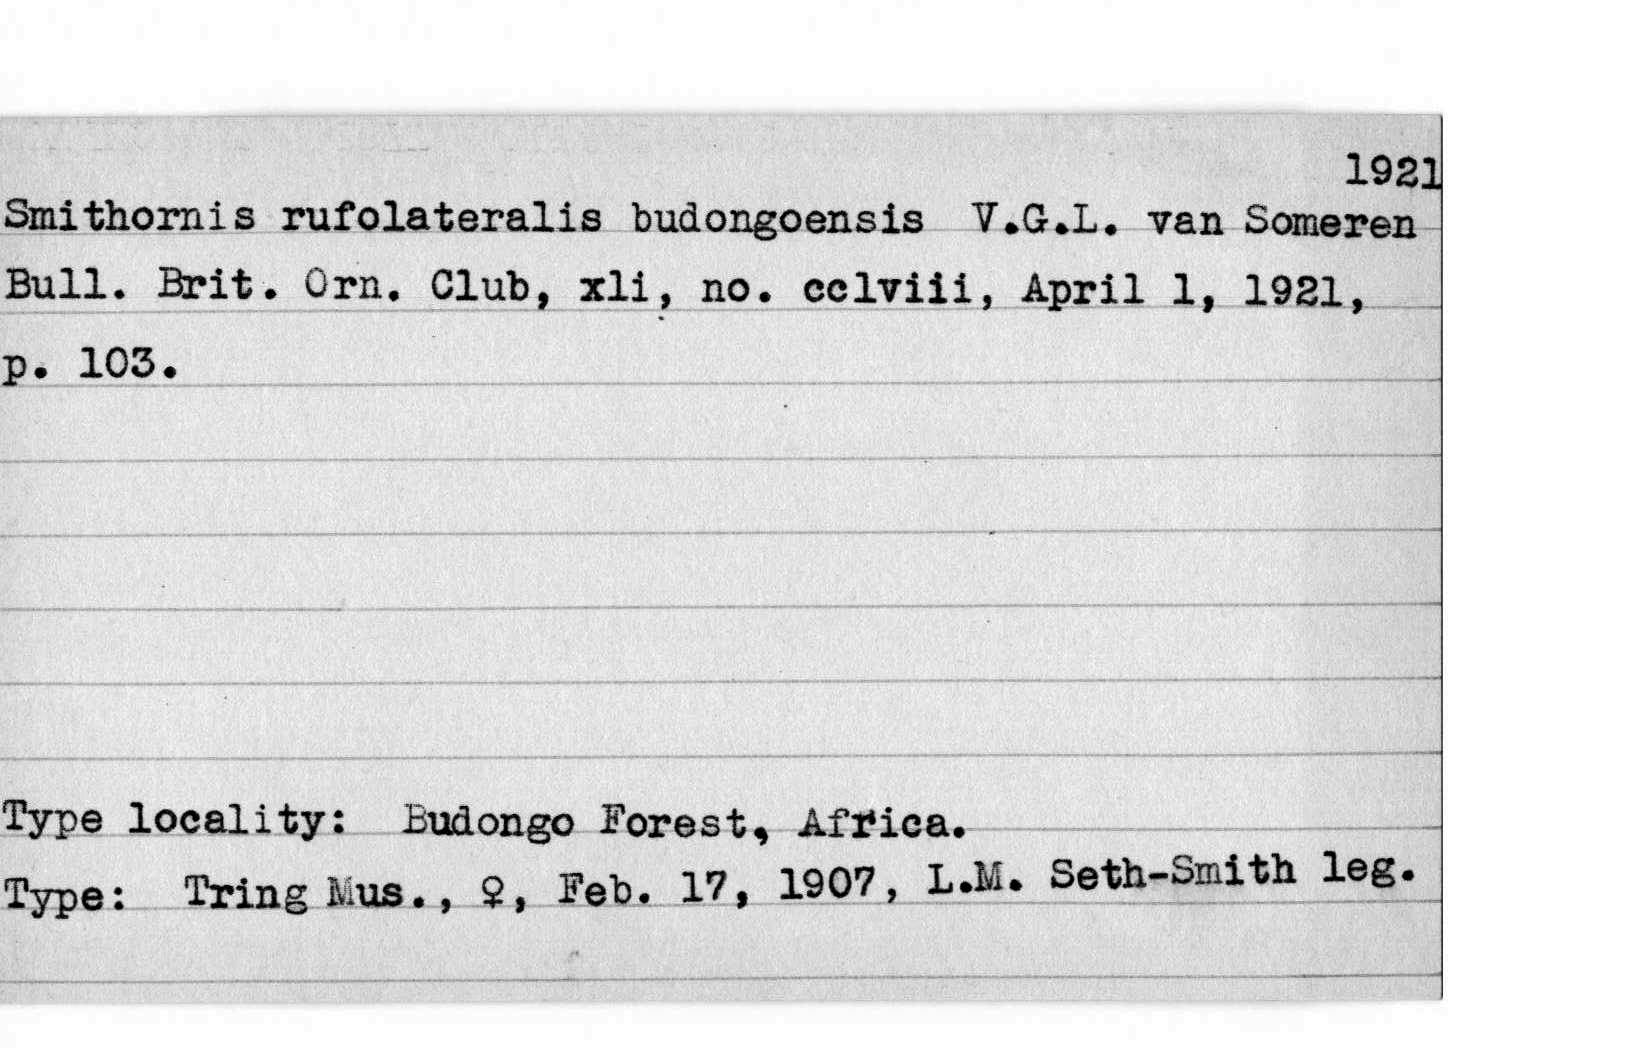 1921
Smithornis rufolateralis budongoensis V.G.L. van Someren
Bull. Brit. Orn. Club, xli, no. cclviii, April 1, 1921,
p. 103.
Type locality: Budongo Forest, Africa.
Type: Tring Mus., ♀, Feb. 17, 1907, L.M. Seth-Smith leg.